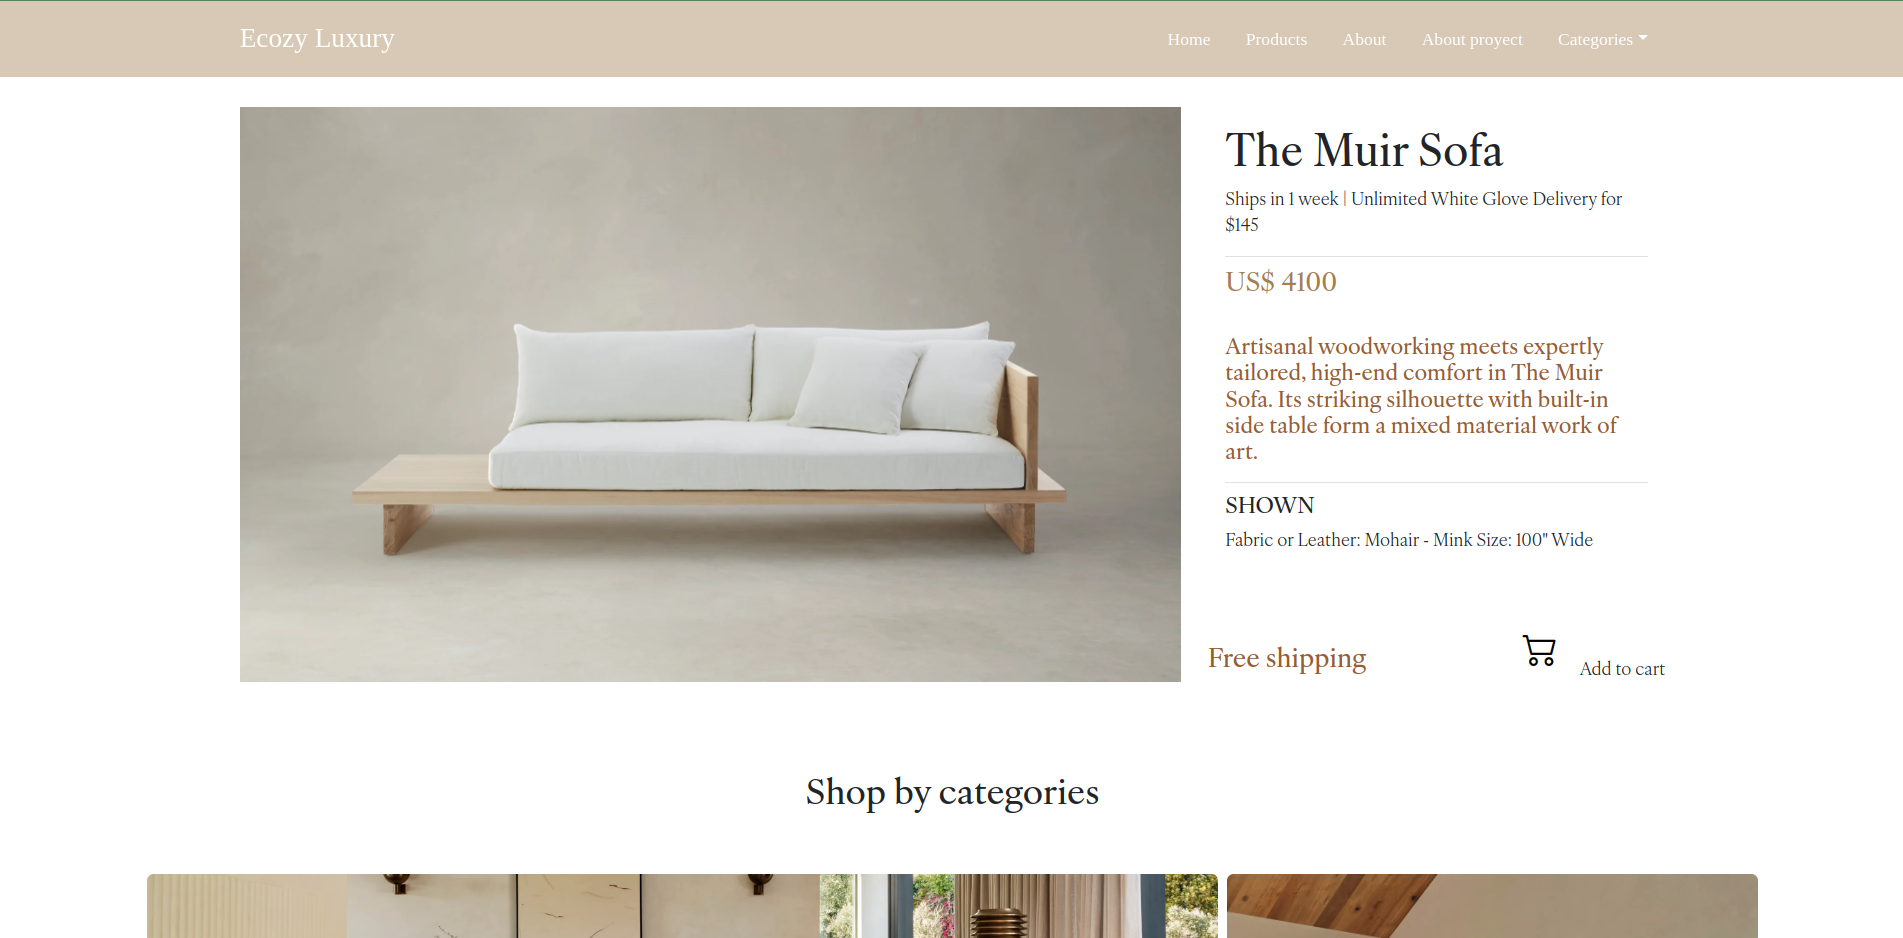 Ecozy Luxury
Home Products About About proyect Categories
The Muir Sofa
Ships in 1 week | Unlimited White Glove Delivery for
$145
US$ 4100
Artisanal woodworking meets expertly
tailored, high-end comfort in The Muir
Sofa. Its striking silhouette with built-in
side table form a mixed material work of
art.
SHOWN
Fabric or Leather: Mohair - Mink Size: 100" Wide
Free shipping
Add to cart
Shop by categories